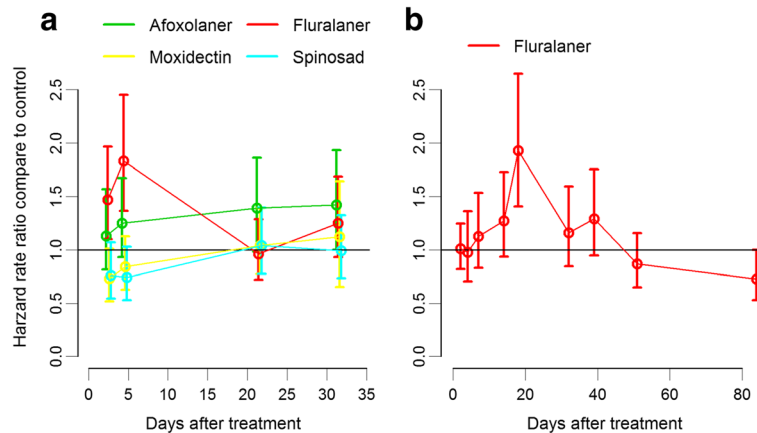 a
Afoxolaner
Fluralaner
Moxidectin
Spinosad
Harzard rate ratio compare to control
2.5
2.0
1.5
1.0
0.5
0.0
0 5 10 15 20 25 30 35
Days after treatment
b
Fluralaner
2.5
2.0
1.5
1.0
0.5
0.0
0 20 40 60 80
Days after treatment